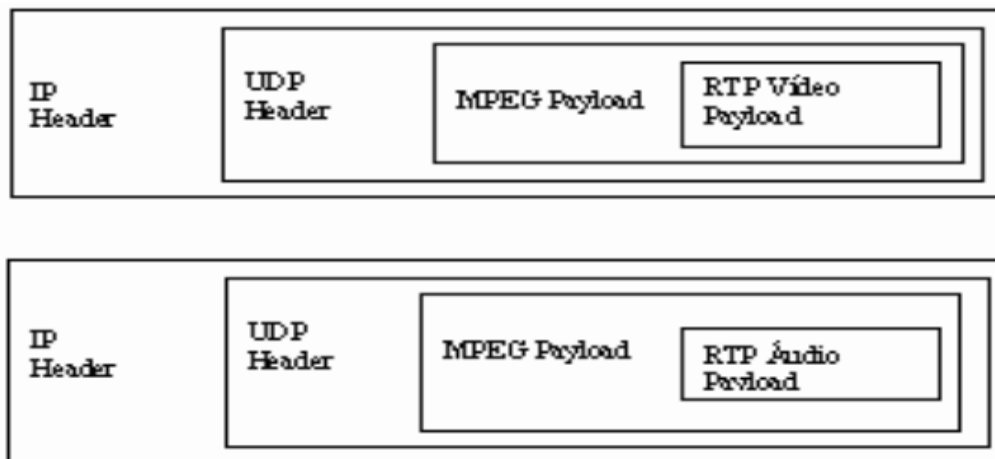 IP
Header
UDP
Header
MPEG Payload
RTP Vídeo
Payload
IP
Header
UDP
Header
MPEG Payload
RTP Áudio
Payload